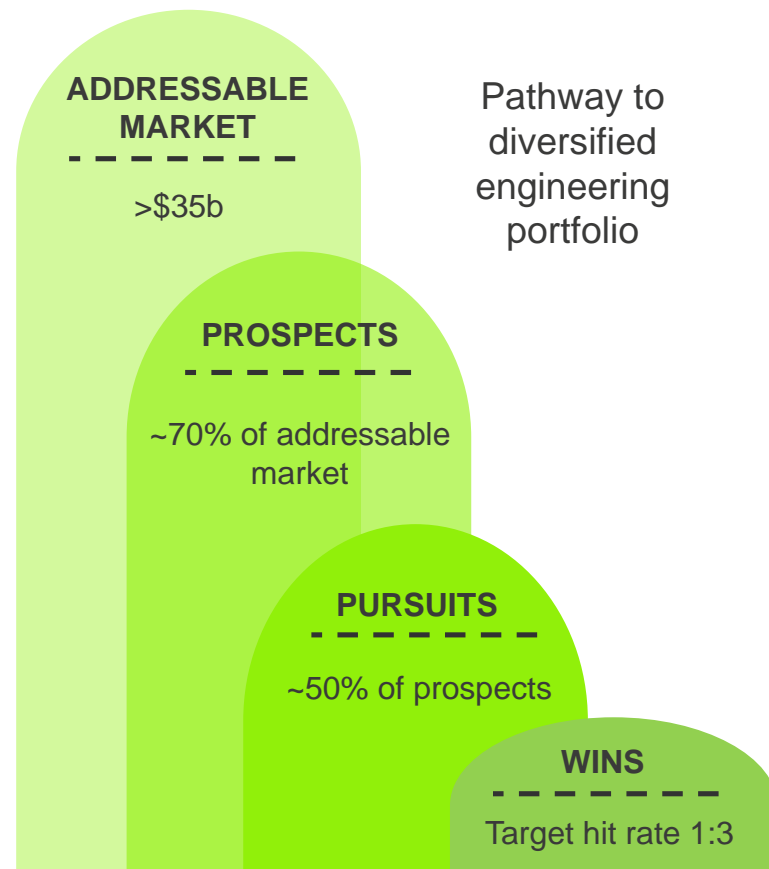 ADDRESSABLE
MARKET
>$35b
Pathway to
diversified
engineering
portfolio
PROSPECTS
~70% of addressable
market
PURSUITS
~50% of prospects
WINS
Target hit rate 1:3